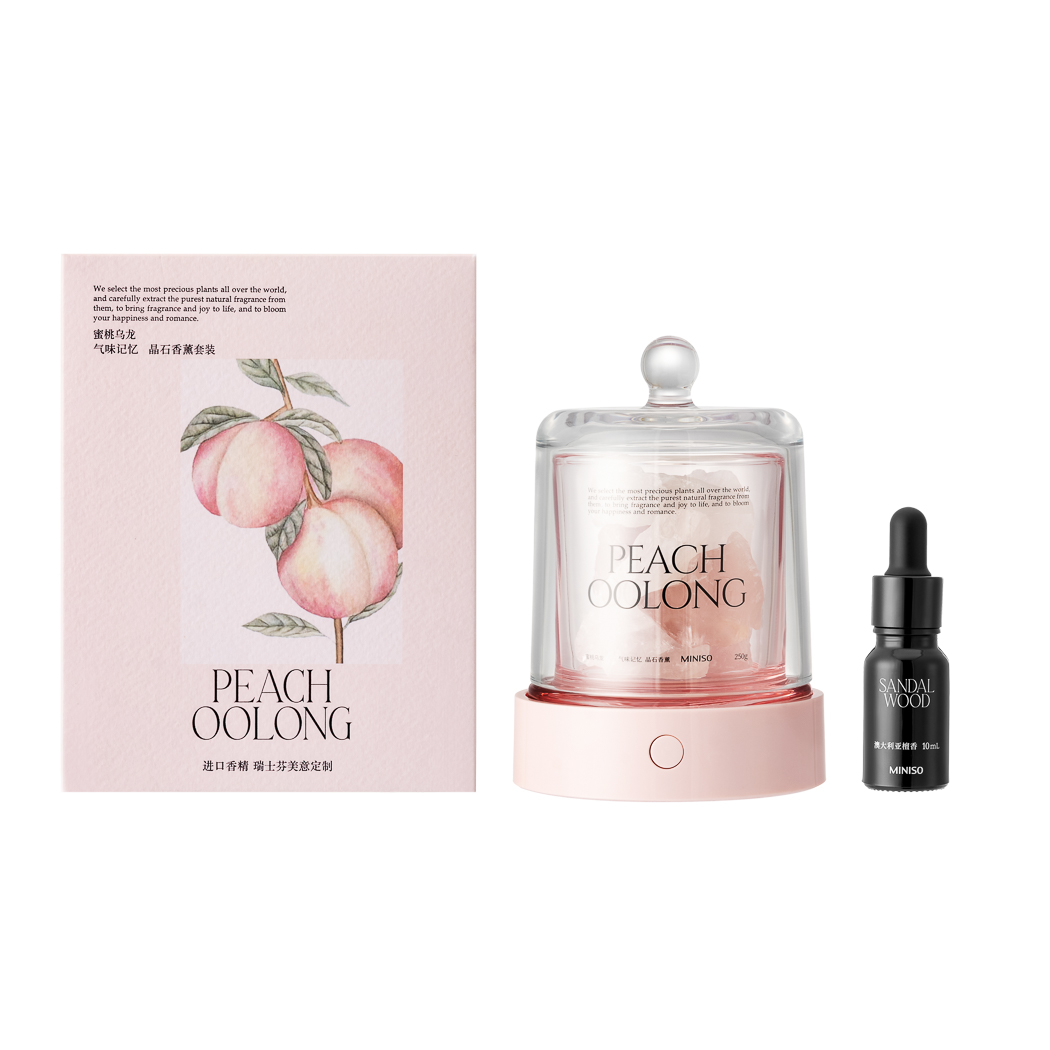 We select the most precious plants all over the world,
and carefully extract the purest natural fragrance from
them, to bring fragrance and joy to life, and to bloom
your happiness and romance.
蜜桃乌龙
气味记忆 晶石香薰套装
PEACH
OOLONG
进口香精 瑞士芬美意定制
We select the most precious plants all over the world,
and carefully extract the purest natural fragrance from
them, to bring fragrance and joy to life, and to bloom
your happiness and romance.
PEACH
OOLONG
气味记忆 晶石香薰 MINISO 250g
SANDAL
WOOD
澳大利亚檀香 10mL
MINISO